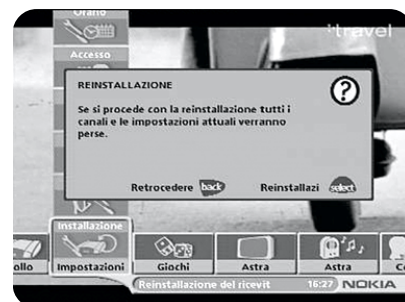 Orario
travel
Accesso
REINSTALLAZIONE
Se si procede con la reinstallazione tutti i
canali e le impostazioni attuali verranno
perse.
Retrocedere back Reinstallazi select
Installazione
ollo Impostazioni Giochi Astra Astra
Reinstallazione del ricevit 16:27 NOKIA